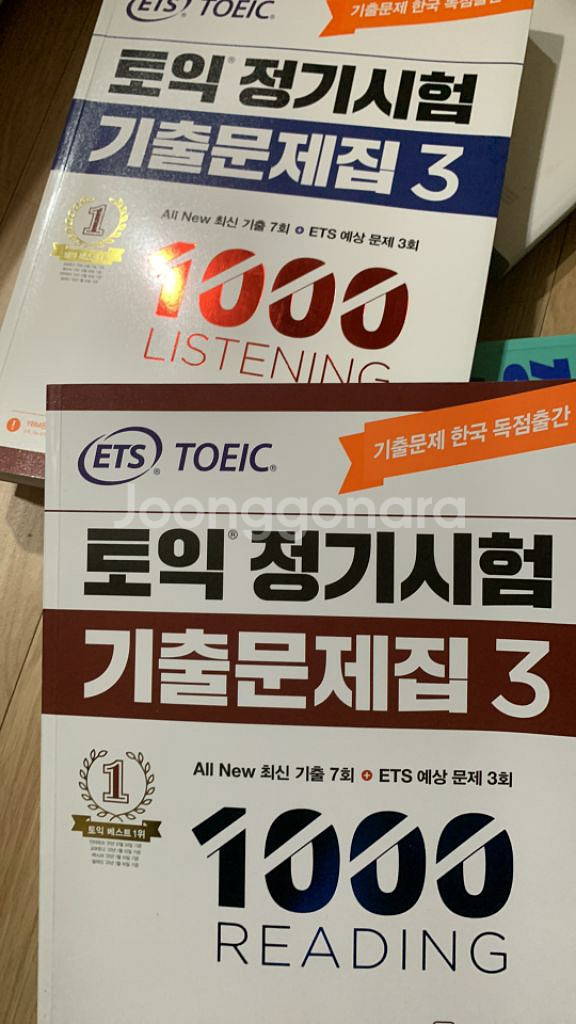 ETS® TOEIC®
기출문제 한국 독점출간
토익® 정기시험
기출문제집 3
All New 최신 기출 7회 + ETS 예상 문제 3회
1
1000
LISTENING
ETS® TOEIC®
기출문제 한국 독점출간
Joonggonara
토익® 정기시험
기출문제집 3
All New 최신 기출 7회 + ETS 예상 문제 3회
1
토익 베스트 1위
1000
READING